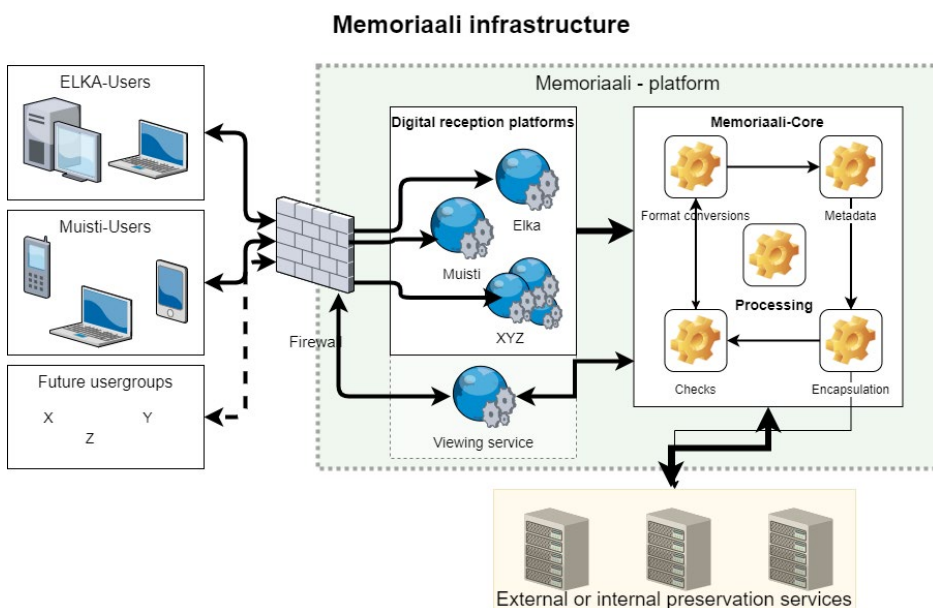 Memoriaali infrastructure
ELKA-Users
Muisti-Users
Future usergroups
X
Y
Z
Firewall
Memoriaali - platform
Digital reception platforms
Elka
Muisti
XYZ
Viewing service
Memoriaali-Core
Format conversions
Metadata
Processing
Checks
Encapsulation
External or internal preservation services